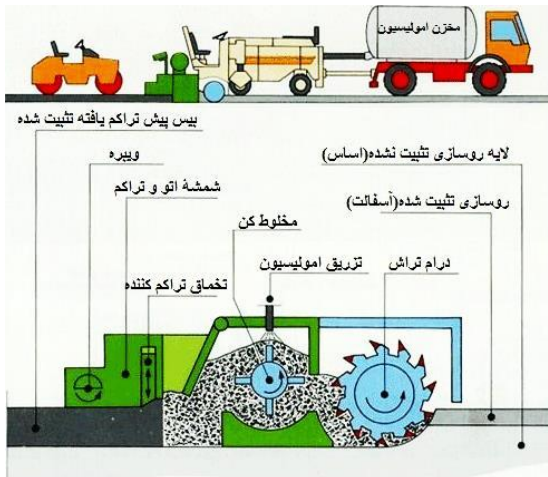 مخزن امولیسیون
بیس پیش تراکم یافته تثبیت شده
لایه روسازی تثبیت نشده(اساس)
ویبره
شمشهٔ اتو و تراکم
روسازی تثبیت شده(آسفالت)
مخلوط کن
تخماق تراکم کننده
تزریق امولیسیون
درام تراش